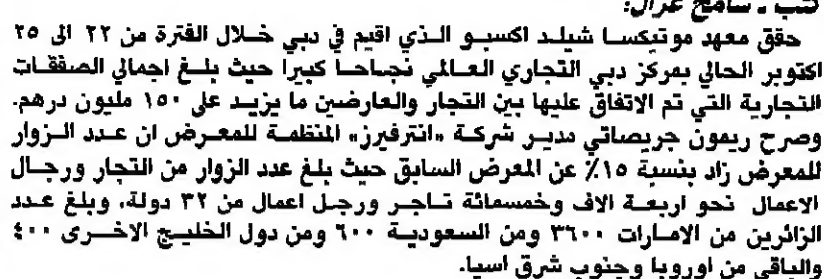 كتب ـ سامح غزال:
حقق معهد موتيكسا شيلد اكسبو الذي اقيم في دبي خلال الفترة من ٢٢ الى ٢٥
اكتوبر الحالي بمركز دبي التجاري العالمي نجاحا كبيرا حيث بلغ اجمالي الصفقات
التجارية التي تم الاتفاق عليها بين التجار والعارضين ما يزيد على ١٥٠ مليون درهم.
وصرح ريمون جريصاتي مدير شركة «انترفيرز» المنظمة للمعرض ان عدد الزوار
للمعرض زاد بنسبة ١٥٪ عن المعرض السابق حيث بلغ عدد الزوار من التجار ورجال
الاعمال نحو اربعة الاف وخمسمائة تاجر ورجل اعمال من ٣٢ دولة، وبلغ عدد
الزائرين من الامارات ٣٦٠٠ ومن السعودية ٦٠٠ ومن دول الخليج الاخرى ٤٠٠
والباقي من اوروبا وجنوب شرق اسيا.